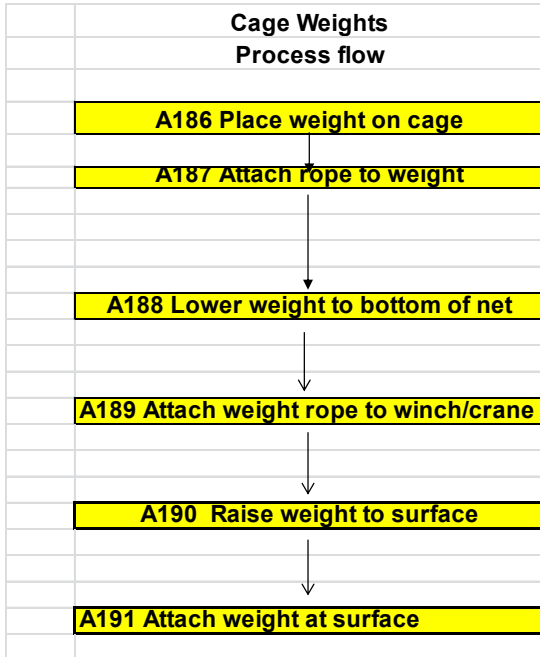 Cage Weights
Process flow
A186 Place weight on cage
A187 Attach rope to weight
A188 Lower weight to bottom of net
A189 Attach weight rope to winch/crane
A190  Raise weight to surface
A191 Attach weight at surface